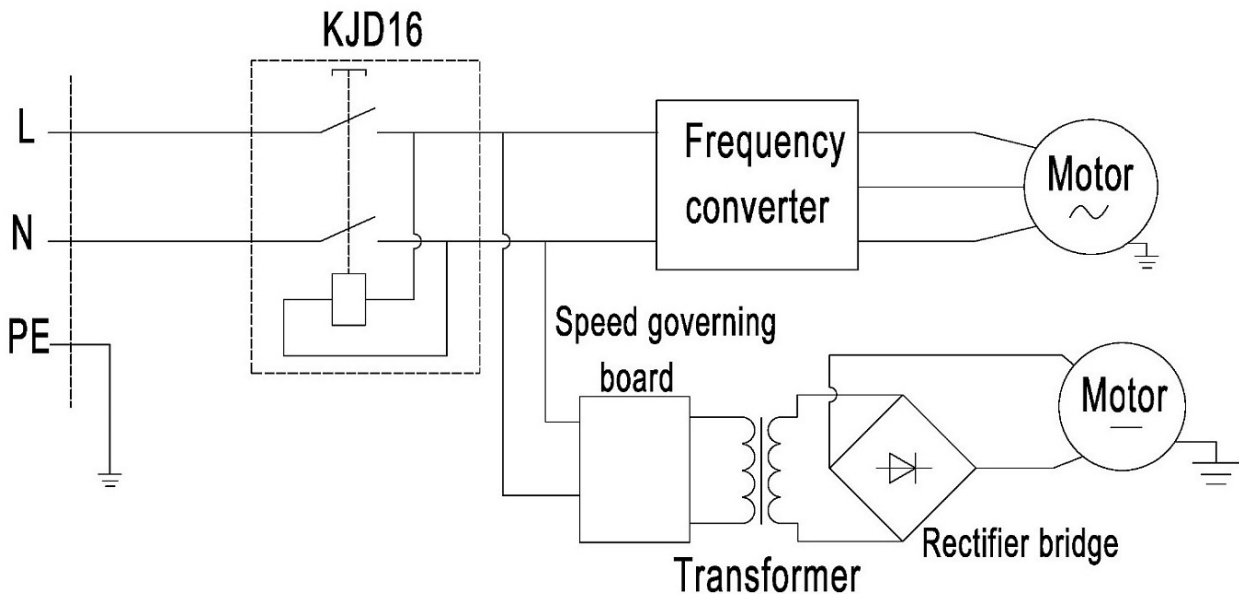 KJD16
L
N
PE
Frequency
converter
Motor
Speed governing
board
Motor
Rectifier bridge
Transformer